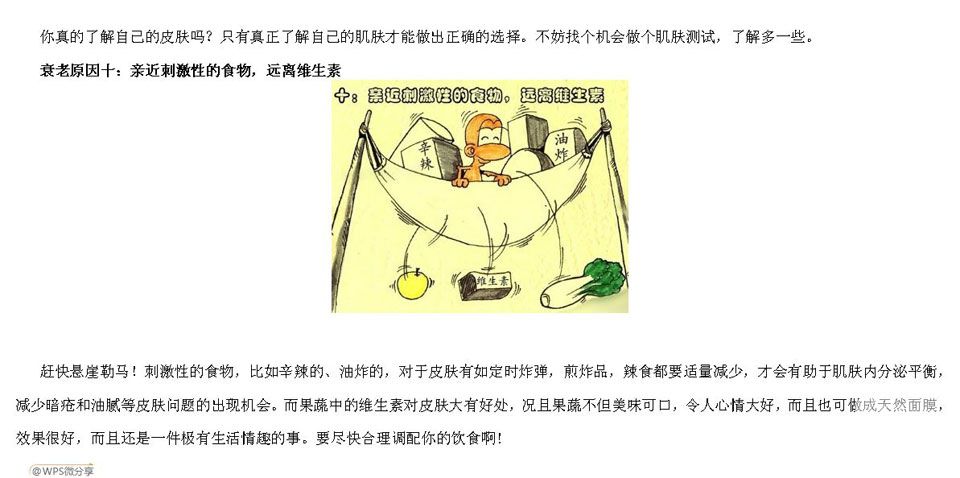 你真的了解自己的皮肤吗？只有真正了解自己的肌肤才能做出正确的选择。不妨找个机会做个肌肤测试，了解多一些。
衰老原因十：亲近刺激性的食物，远离维生素
十：亲近刺激性的食物，远离维生素
辛辣
油炸
维生素
赶快悬崖勒马！刺激性的食物，比如辛辣的、油炸的，对于皮肤有如定时炸弹，煎炸品，辣食都要适量减少，才会有助于肌肤内分泌平衡，
减少暗疮和油腻等皮肤问题的出现机会。而果蔬中的维生素对皮肤大有好处，况且果蔬不但美味可口，令人心情大好，而且也可做成天然面膜，
效果很好，而且还是一件极有生活情趣的事。要尽快合理调配你的饮食啊!
@WPS微分享